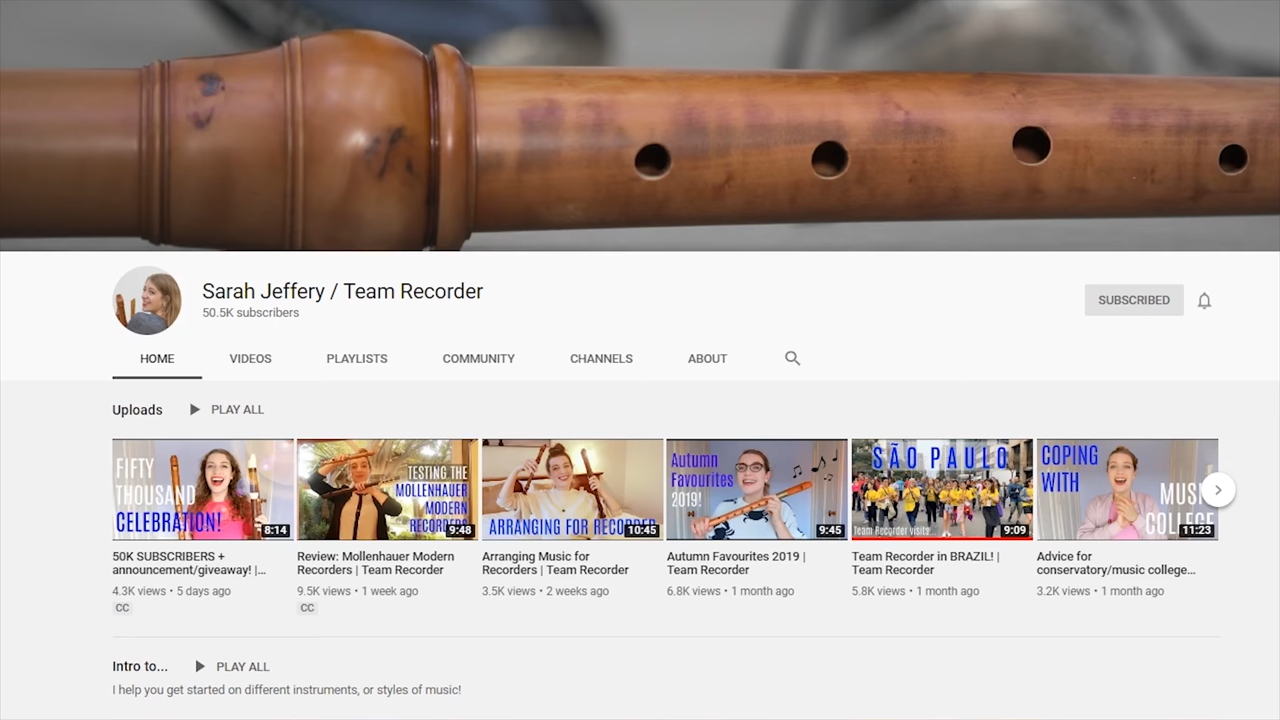 Sarah Jeffery / Team Recorder
50.5K subscribers
SUBSCRIBED
HOME VIDEOS PLAYLISTS COMMUNITY CHANNELS ABOUT
Uploads PLAY ALL
FIFTY
THOUSAND
CELEBRATION!
8:14
50K SUBSCRIBERS +
announcement/giveaway! |...
4.3K views • 5 days ago
CC
TESTING THE
MOLLENHAUER
MODERN
RECORDERS
9:48
Review: Mollenhauer Modern
Recorders | Team Recorder
9.5K views • 1 week ago
CC
ARRANGING FOR RECORDER
10:45
Arranging Music for
Recorders | Team Recorder
3.5K views • 2 weeks ago
Autumn
Favourites
2019!
9:45
Autumn Favourites 2019 |
Team Recorder
6.8K views • 1 month ago
SÃO PAULO
Team Recorder visits
9:09
Team Recorder in BRAZIL! |
Team Recorder
5.8K views • 1 month ago
COPING
WITH
MUSIC
COLLEGE
11:23
Advice for
conservatory/music college...
3.2K views • 1 month ago
Intro to... PLAY ALL
I help you get started on different instruments, or styles of music!